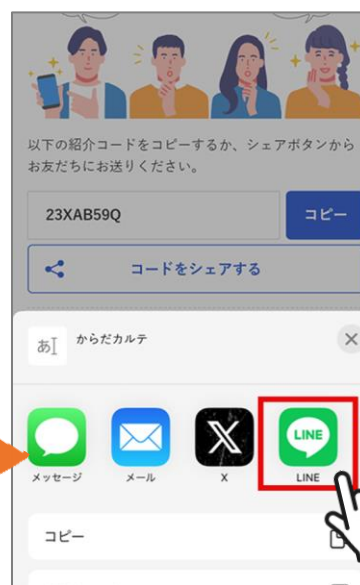 以下の紹介コードをコピーするか、シェアボタンから
お友だちにお送りください。
23XAB59Q
コピー
コードをシェアする
あ
からだカルテ
LINE
メッセージ
メール
X
LINE
コピー